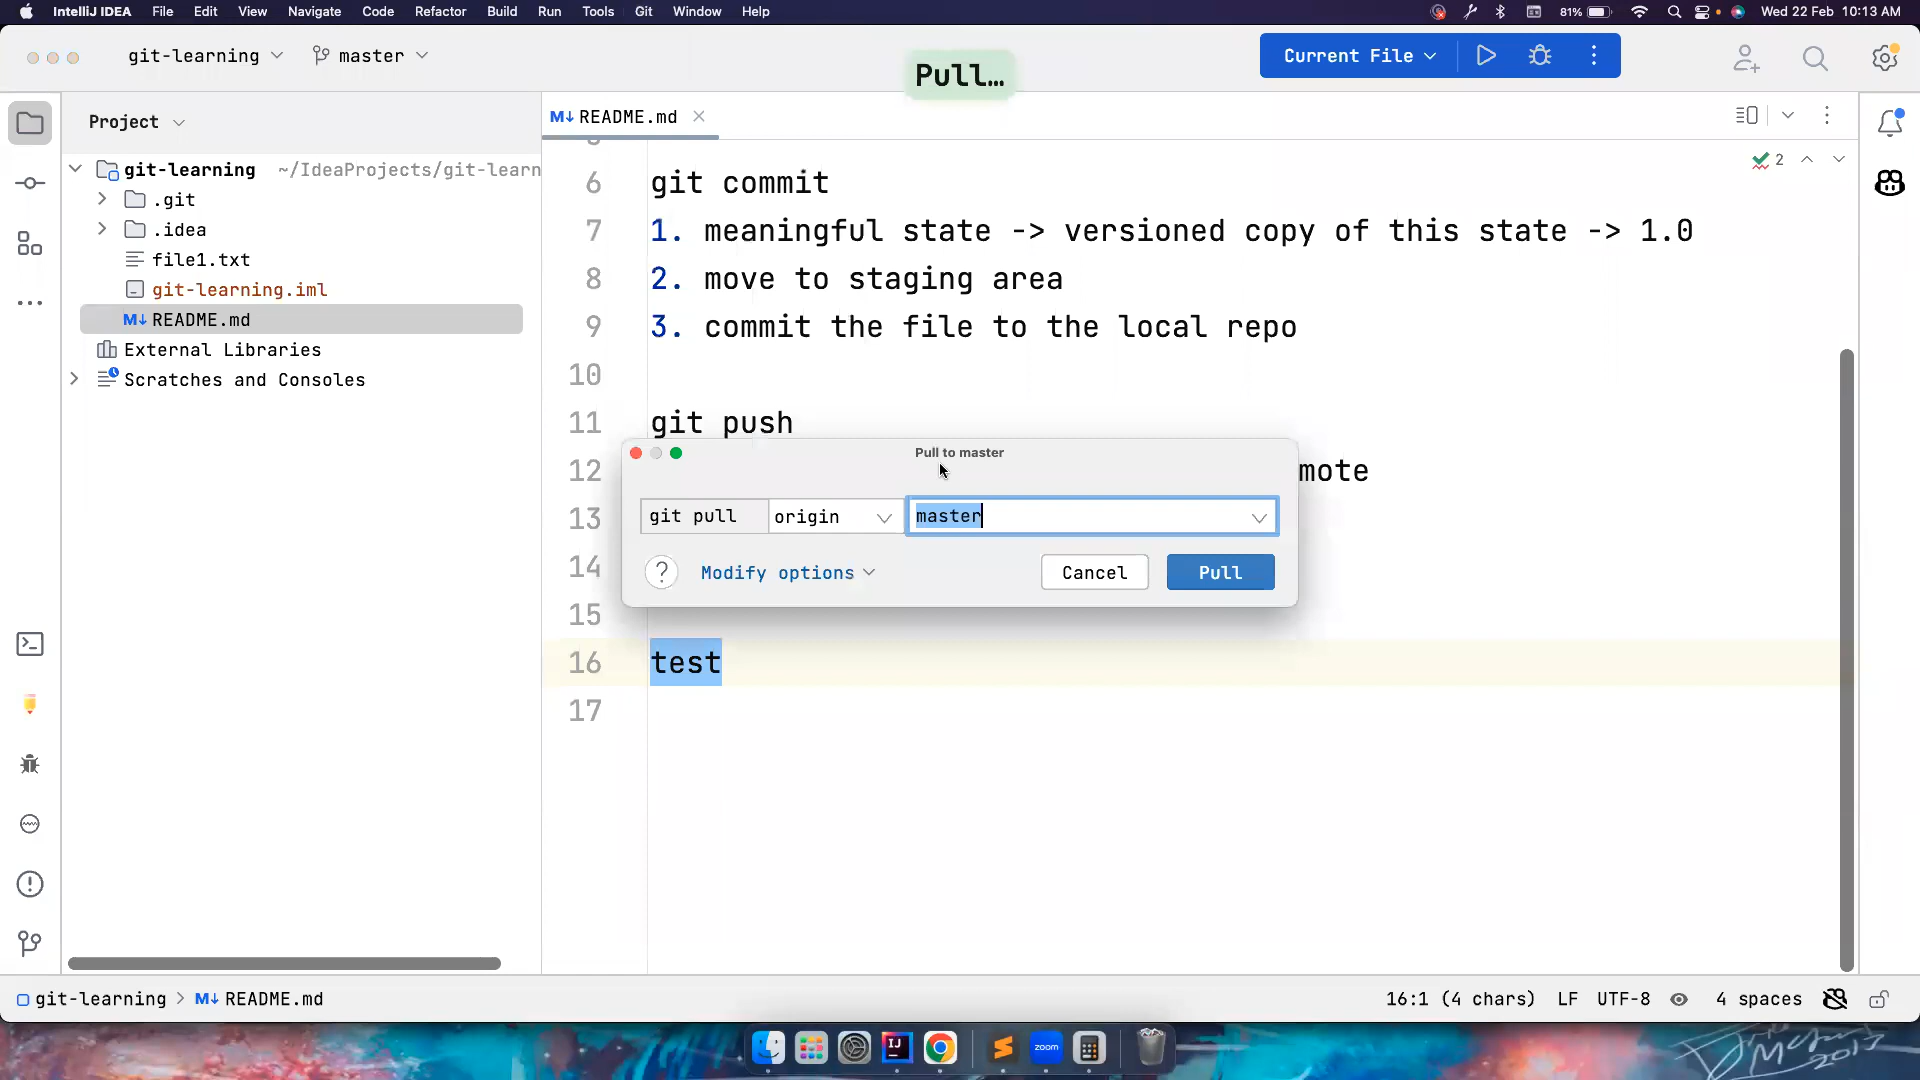 IntelliJ IDEA File Edit View Navigate Code Refactor Build Run Tools Git Window Help 81% Wed 22 Feb 10:13 AM
git-learning master Pull… Current File
Project README.md
git-learning ~/IdeaProjects/git-learn
.git
.idea
file1.txt
git-learning.iml
README.md
External Libraries
Scratches and Consoles
2
6 git commit
7 1. meaningful state -> versioned copy of this state -> 1.0
8 2. move to staging area
9 3. commit the file to the local repo
10
11 git push
12 mote
13
14
15
16 test
17
Pull to master
git pull origin master
? Modify options Cancel Pull
git-learning > README.md 16:1 (4 chars) LF UTF-8 4 spaces
IJ
zoom
2017